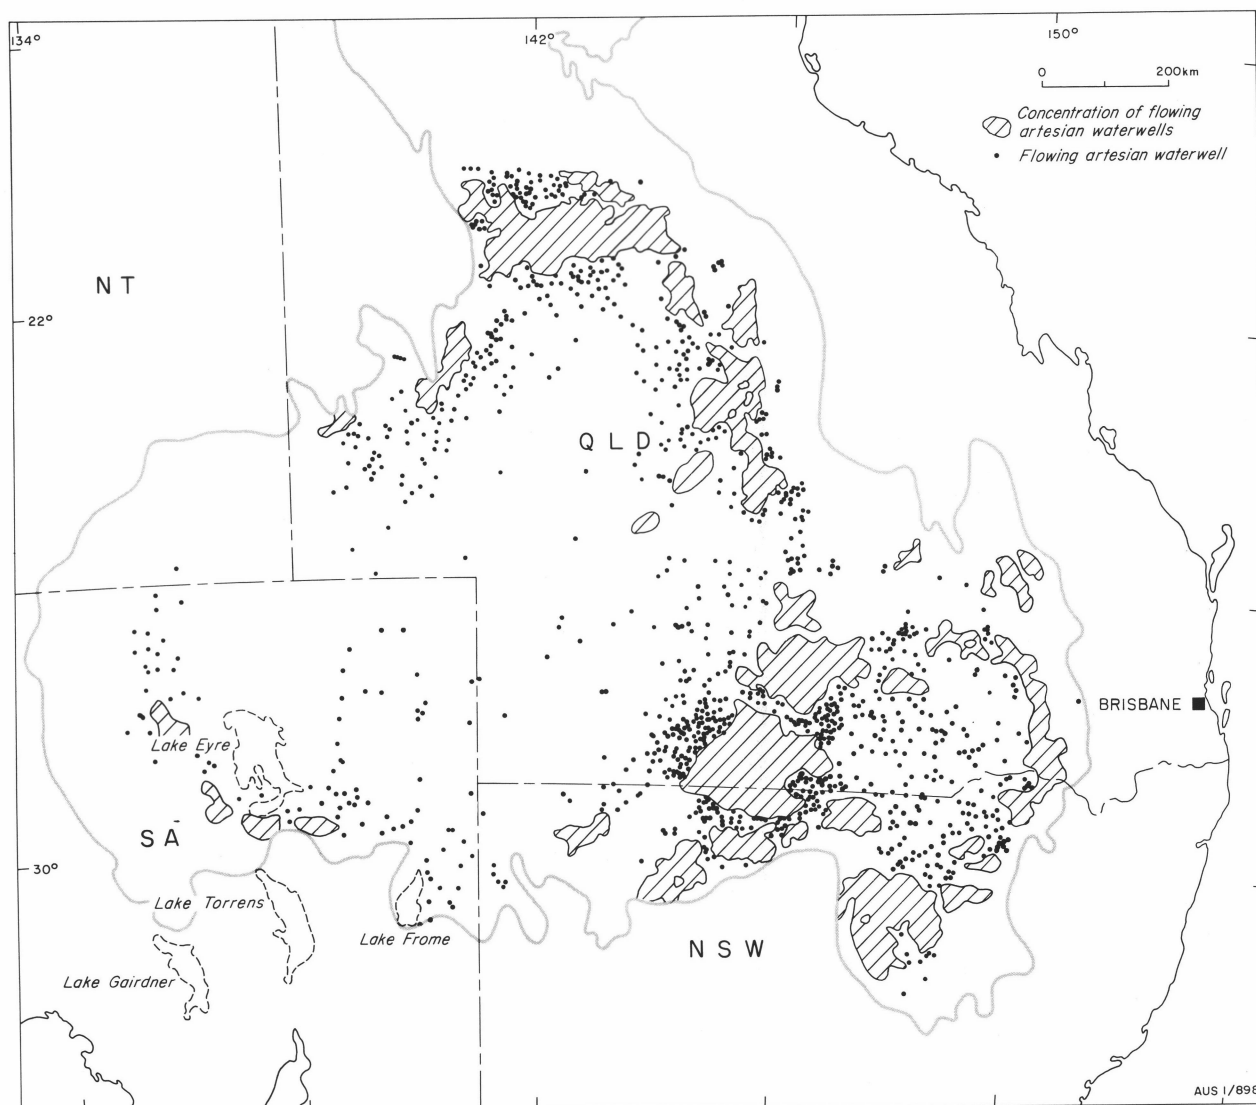 134°
142°
150°
0 200km
Concentration of flowing
artesian waterwells
Flowing artesian waterwell
NT
22°
QLD
BRISBANE
Lake Eyre
SA
30°
Lake Torrens
Lake Frome
NSW
Lake Gairdner
AUS 1/898